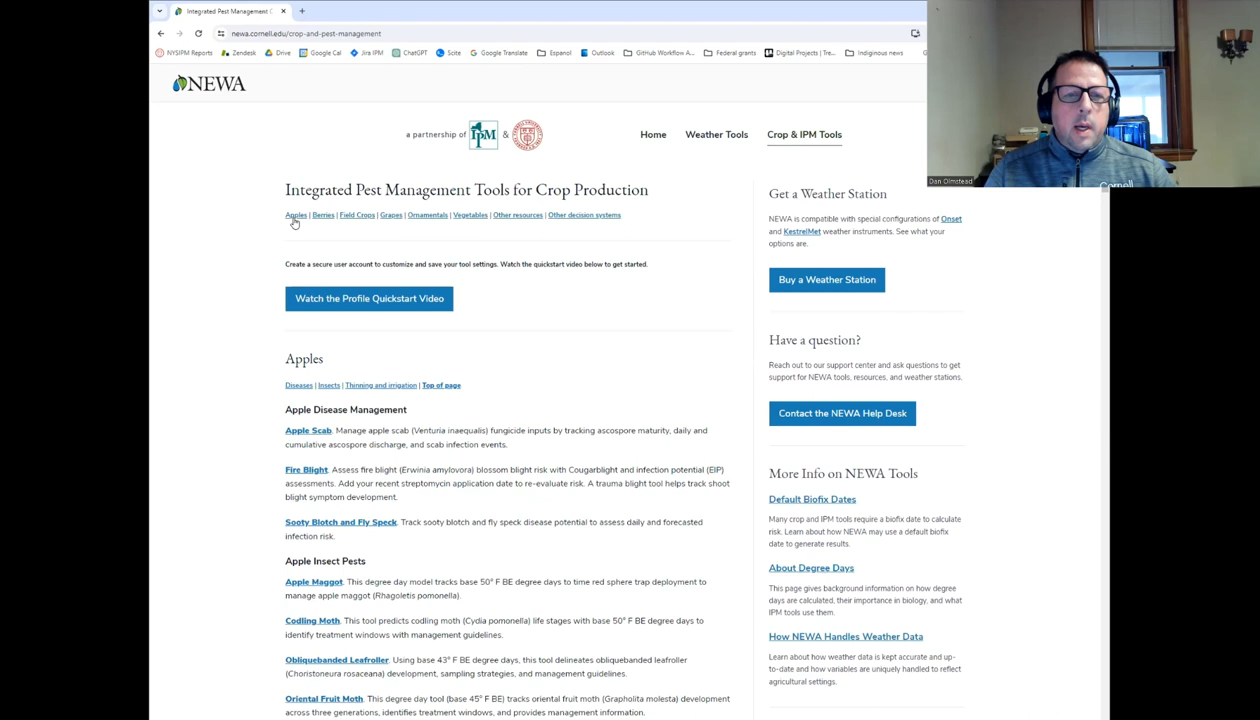 Integrated Pest Management C
newa.cornell.edu/crop-and-pest-management
NYSIPM Reports
Zendesk
Drive
Google Cal
Jira IPM
ChatGPT
Scite
Google Translate
Espanol
Outlook
GitHub Workflow A...
Federal grants
Digital Projects | Tre...
Indiginous news
NEWA
a partnership of IPM &
Home Weather Tools Crop & IPM Tools
Dan Olmstead
Cornell
Integrated Pest Management Tools for Crop Production
Apples | Berries | Field Crops | Grapes | Ornamentals | Vegetables | Other resources | Other decision systems
Create a secure user account to customize and save your tool settings. Watch the quickstart video below to get started.
Watch the Profile Quickstart Video
Apples
Diseases | Insects | Thinning and irrigation | Top of page
Apple Disease Management
Apple Scab. Manage apple scab (Venturia inaequalis) fungicide inputs by tracking ascospore maturity, daily and
cumulative ascospore discharge, and scab infection events.
Fire Blight. Assess fire blight (Erwinia amylovora) blossom blight risk with Cougarblight and infection potential (EIP)
assessments. Add your recent streptomycin application date to re-evaluate risk. A trauma blight tool helps track shoot
blight symptom development.
Sooty Blotch and Fly Speck. Track sooty blotch and fly speck disease potential to assess daily and forecasted
infection risk.
Apple Insect Pests
Apple Maggot. This degree day model tracks base 50° F BE degree days to time red sphere trap deployment to
manage apple maggot (Rhagoletis pomonella).
Codling Moth. This tool predicts codling moth (Cydia pomonella) life stages with base 50° F BE degree days to
identify treatment windows with management guidelines.
Obliquebanded Leafroller. Using base 43° F BE degree days, this tool delineates obliquebanded leafroller
(Choristoneura rosaceana) development, sampling strategies, and management guidelines.
Oriental Fruit Moth. This degree day tool (base 45° F BE) tracks oriental fruit moth (Grapholita molesta) development
across three generations, identifies treatment windows, and provides management information.
Get a Weather Station
NEWA is compatible with special configurations of Onset
and KestrelMet weather instruments. See what your
options are.
Buy a Weather Station
Have a question?
Reach out to our support center and ask questions to get
support for NEWA tools, resources, and weather stations.
Contact the NEWA Help Desk
More Info on NEWA Tools
Default Biofix Dates
Many crop and IPM tools require a biofix date to calculate
risk. Learn about how NEWA may use a default biofix
date to generate results.
About Degree Days
This page gives background information on how degree
days are calculated, their importance in biology, and what
IPM tools use them.
How NEWA Handles Weather Data
Learn about how weather data is kept accurate and up-
to-date and how variables are uniquely handled to reflect
agricultural settings.